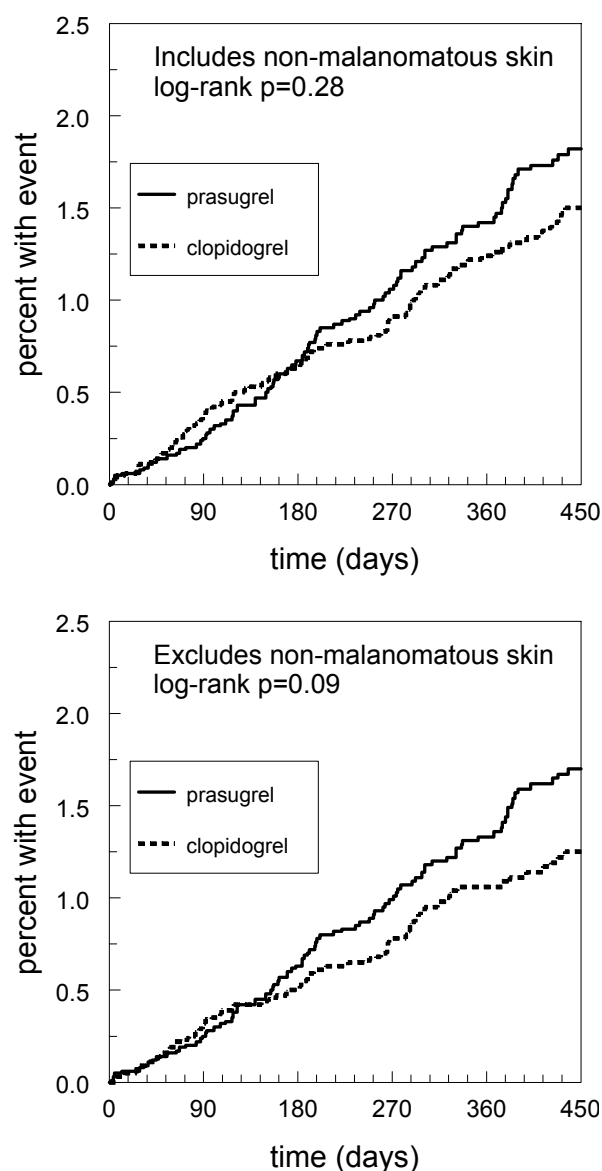 2.5
Includes non-malanomatous skin
log-rank p=0.28
2.0
prasugrel
1.5
clopidogrel
1.0
0.5
0.0
percent with event
0 90 180 270 360 450
time (days)
2.5
Excludes non-malanomatous skin
log-rank p=0.09
2.0
prasugrel
1.5
clopidogrel
1.0
0.5
0.0
percent with event
0 90 180 270 360 450
time (days)